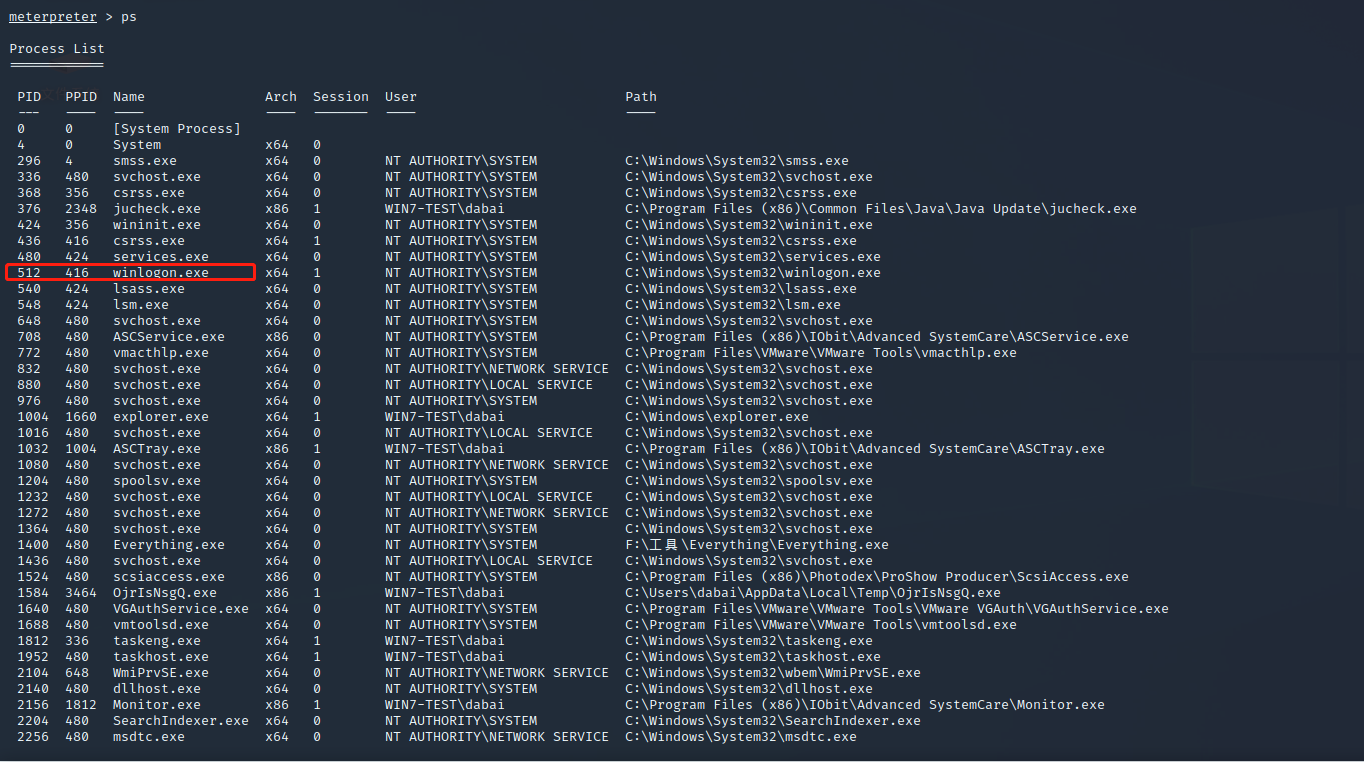 meterpreter > ps
Process List
PID PPID Name Arch Session User Path
0 0 [System Process]
4 0 System x64 0
296 4 smss.exe x64 0 NT AUTHORITY\SYSTEM C:\Windows\System32\smss.exe
336 480 svchost.exe x64 0 NT AUTHORITY\SYSTEM C:\Windows\System32\svchost.exe
368 356 csrss.exe x64 0 NT AUTHORITY\SYSTEM C:\Windows\System32\csrss.exe
376 2348 jucheck.exe x86 1 WIN7-TEST\dabai C:\Program Files (x86)\Common Files\Java\Java Update\jucheck.exe
424 356 wininit.exe x64 0 NT AUTHORITY\SYSTEM C:\Windows\System32\wininit.exe
436 416 csrss.exe x64 1 NT AUTHORITY\SYSTEM C:\Windows\System32\csrss.exe
480 424 services.exe x64 0 NT AUTHORITY\SYSTEM C:\Windows\System32\services.exe
512 416 winlogon.exe x64 1 NT AUTHORITY\SYSTEM C:\Windows\System32\winlogon.exe
540 424 lsass.exe x64 0 NT AUTHORITY\SYSTEM C:\Windows\System32\lsass.exe
548 424 lsm.exe x64 0 NT AUTHORITY\SYSTEM C:\Windows\System32\lsm.exe
648 480 svchost.exe x64 0 NT AUTHORITY\SYSTEM C:\Windows\System32\svchost.exe
708 480 ASCService.exe x86 0 NT AUTHORITY\SYSTEM C:\Program Files (x86)\IObit\Advanced SystemCare\ASCService.exe
772 480 vmacthlp.exe x64 0 NT AUTHORITY\SYSTEM C:\Program Files\VMware\VMware Tools\vmacthlp.exe
832 480 svchost.exe x64 0 NT AUTHORITY\NETWORK SERVICE C:\Windows\System32\svchost.exe
880 480 svchost.exe x64 0 NT AUTHORITY\LOCAL SERVICE C:\Windows\System32\svchost.exe
976 480 svchost.exe x64 0 NT AUTHORITY\SYSTEM C:\Windows\System32\svchost.exe
1004 1660 explorer.exe x64 1 WIN7-TEST\dabai C:\Windows\explorer.exe
1016 480 svchost.exe x64 0 NT AUTHORITY\LOCAL SERVICE C:\Windows\System32\svchost.exe
1032 1004 ASCTray.exe x86 1 WIN7-TEST\dabai C:\Program Files (x86)\IObit\Advanced SystemCare\ASCTray.exe
1080 480 svchost.exe x64 0 NT AUTHORITY\NETWORK SERVICE C:\Windows\System32\svchost.exe
1204 480 spoolsv.exe x64 0 NT AUTHORITY\SYSTEM C:\Windows\System32\spoolsv.exe
1232 480 svchost.exe x64 0 NT AUTHORITY\LOCAL SERVICE C:\Windows\System32\svchost.exe
1272 480 svchost.exe x64 0 NT AUTHORITY\NETWORK SERVICE C:\Windows\System32\svchost.exe
1364 480 svchost.exe x64 0 NT AUTHORITY\SYSTEM C:\Windows\System32\svchost.exe
1400 480 Everything.exe x64 0 NT AUTHORITY\SYSTEM F:\工具\Everything\Everything.exe
1436 480 svchost.exe x64 0 NT AUTHORITY\LOCAL SERVICE C:\Windows\System32\svchost.exe
1524 480 scsiaccess.exe x86 0 NT AUTHORITY\SYSTEM C:\Program Files (x86)\Photodex\ProShow Producer\ScsiAccess.exe
1584 3464 OjrIsNsgQ.exe x86 1 WIN7-TEST\dabai C:\Users\dabai\AppData\Local\Temp\OjrIsNsgQ.exe
1640 480 VGAuthService.exe x64 0 NT AUTHORITY\SYSTEM C:\Program Files\VMware\VMware Tools\VMware VGAuth\VGAuthService.exe
1688 480 vmtoolsd.exe x64 0 NT AUTHORITY\SYSTEM C:\Program Files\VMware\VMware Tools\vmtoolsd.exe
1812 336 taskeng.exe x64 1 WIN7-TEST\dabai C:\Windows\System32\taskeng.exe
1952 480 taskhost.exe x64 1 WIN7-TEST\dabai C:\Windows\System32\taskhost.exe
2104 648 WmiPrvSE.exe x64 0 NT AUTHORITY\NETWORK SERVICE C:\Windows\System32\wbem\WmiPrvSE.exe
2140 480 dllhost.exe x64 0 NT AUTHORITY\SYSTEM C:\Windows\System32\dllhost.exe
2156 1812 Monitor.exe x86 1 WIN7-TEST\dabai C:\Program Files (x86)\IObit\Advanced SystemCare\Monitor.exe
2204 480 SearchIndexer.exe x64 0 NT AUTHORITY\SYSTEM C:\Windows\System32\SearchIndexer.exe
2256 480 msdtc.exe x64 0 NT AUTHORITY\NETWORK SERVICE C:\Windows\System32\msdtc.exe